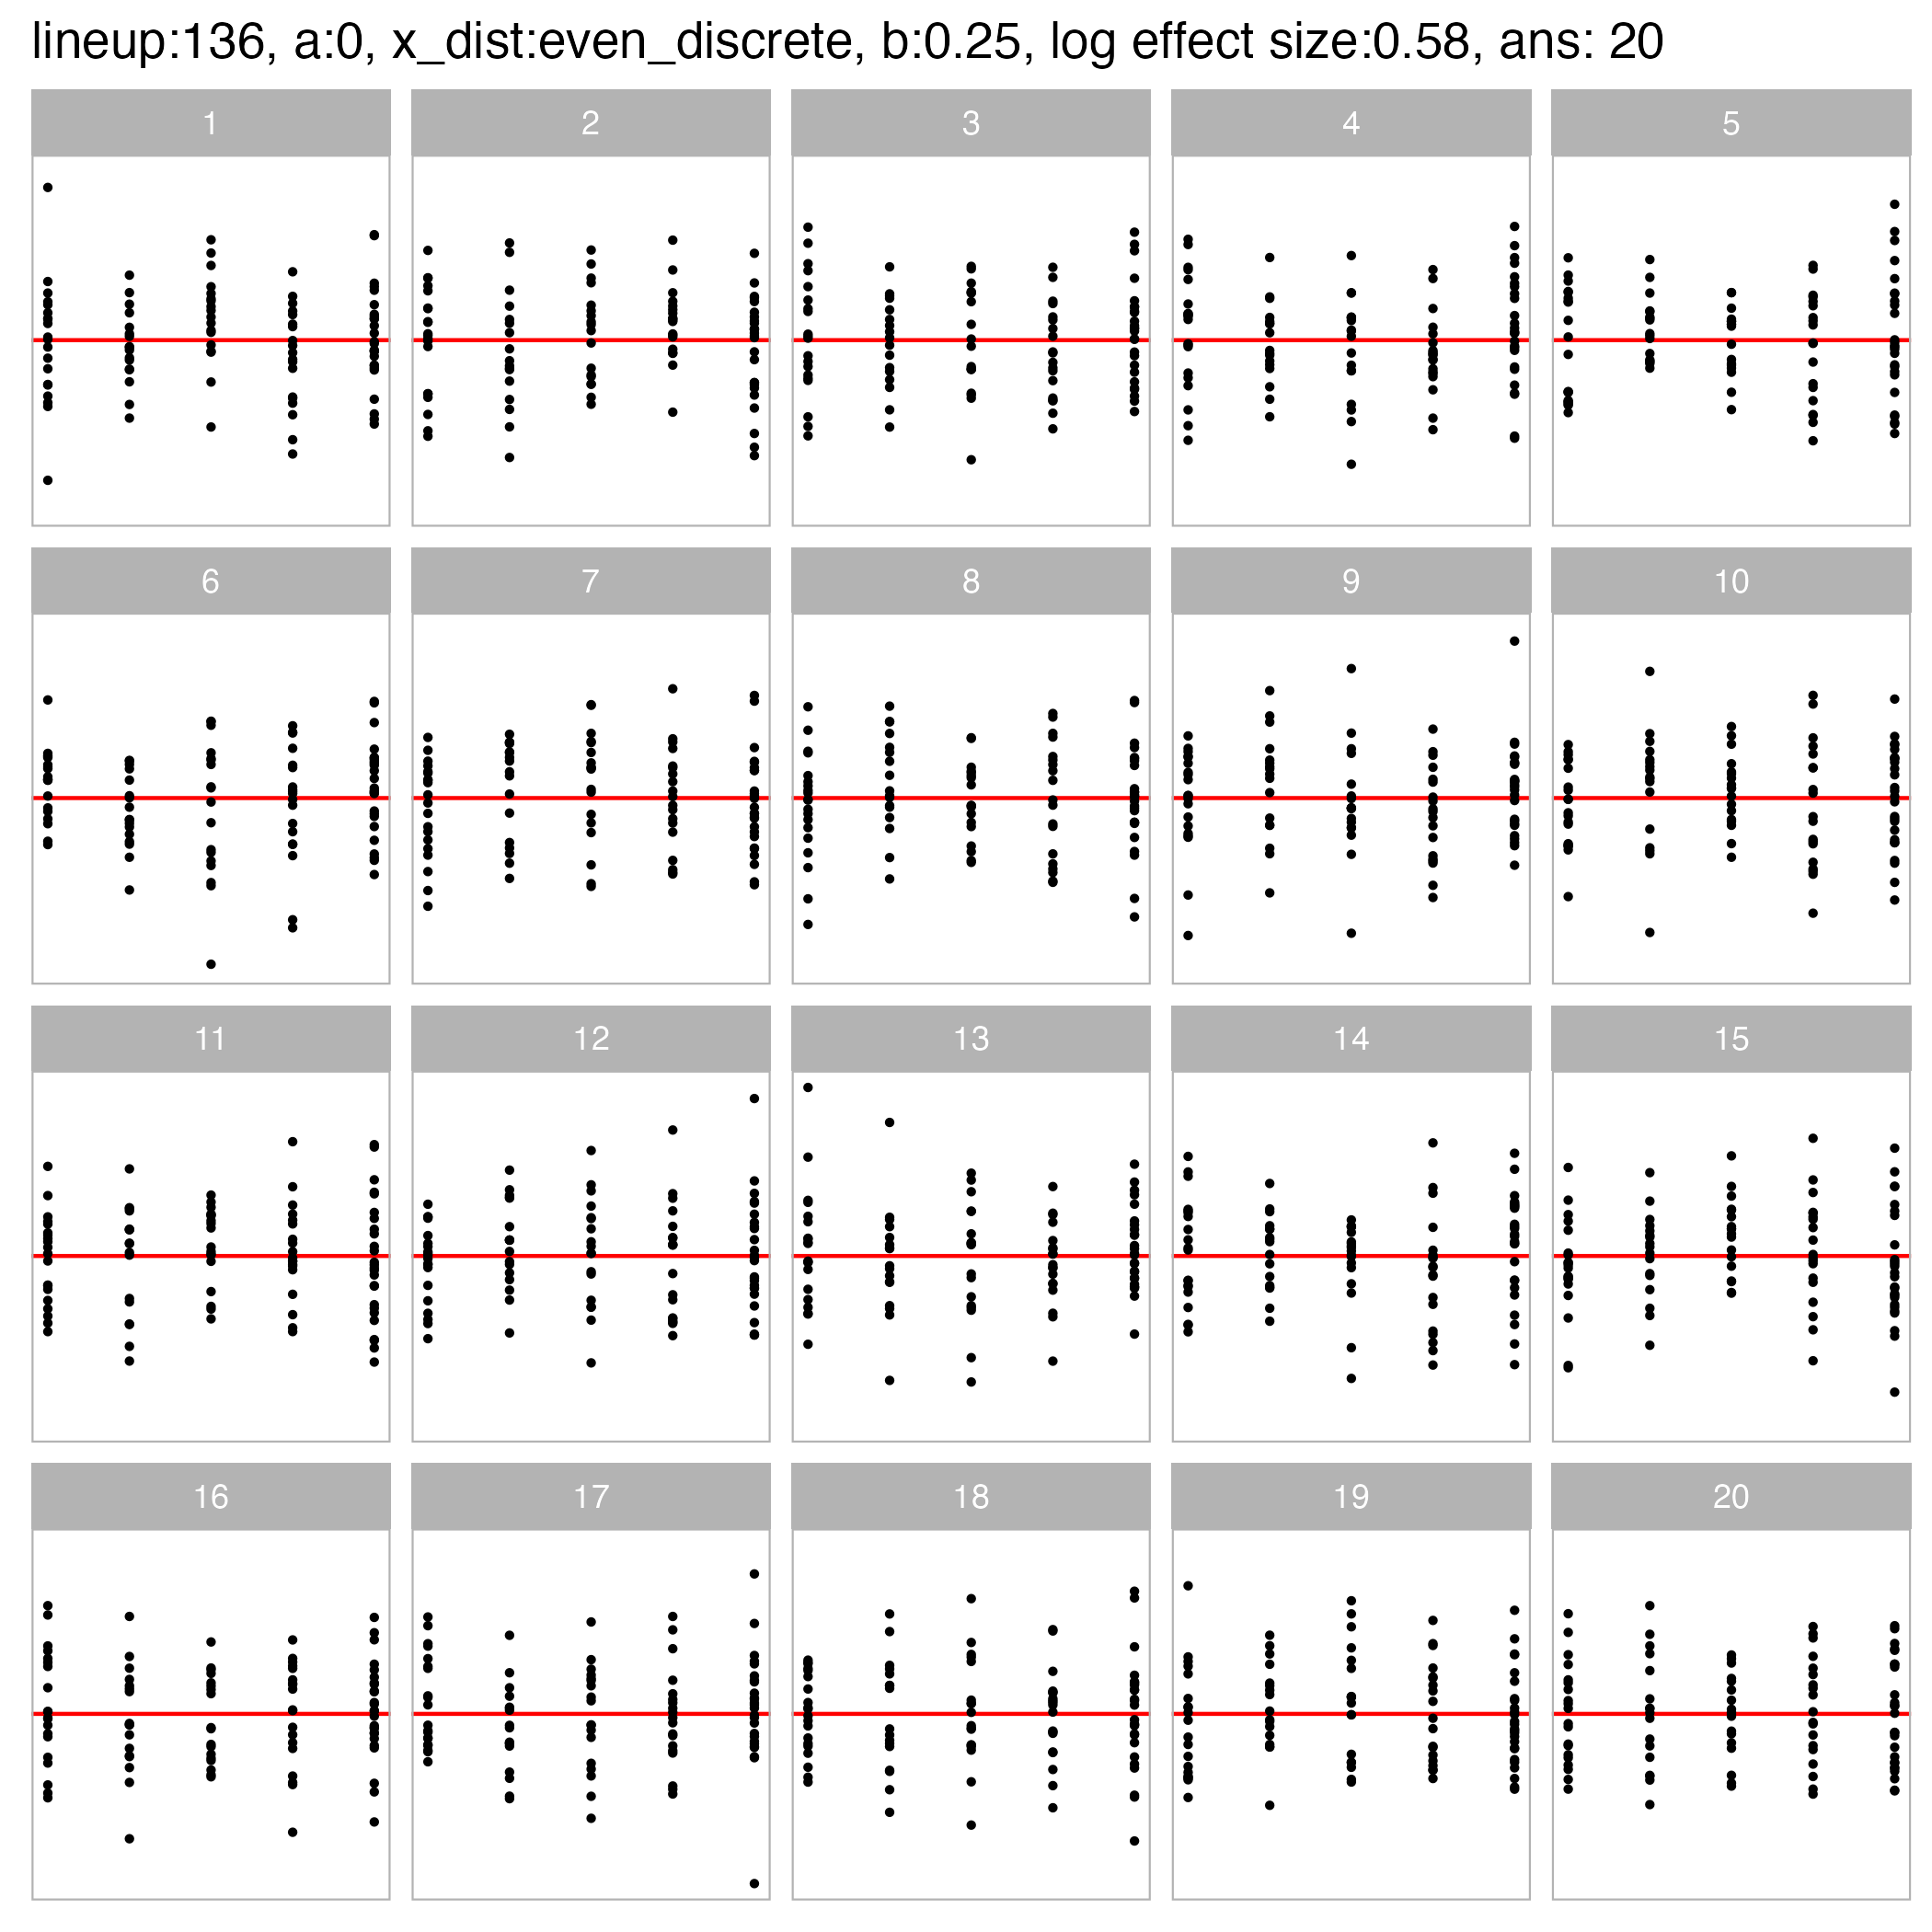 lineup:136, a:0, x_dist:even_discrete, b:0.25, log effect size:0.58, ans: 20
1 2 3 4 5
6 7 8 9 10
11 12 13 14 15
16 17 18 19 20